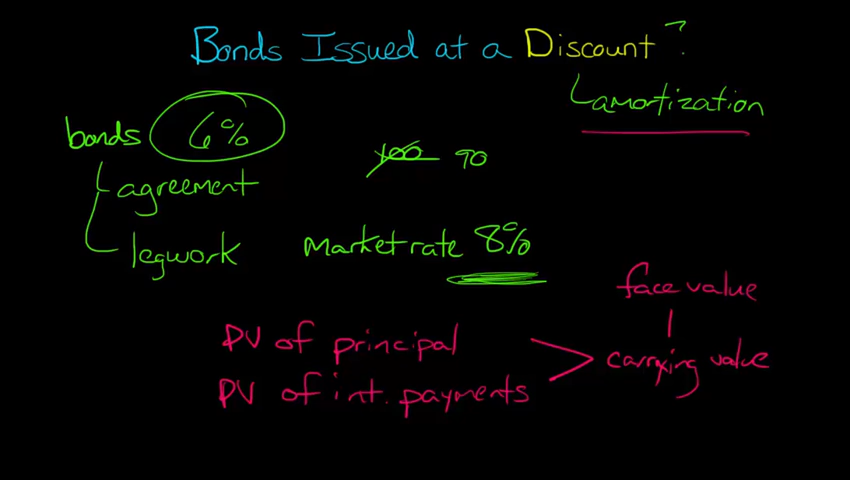 Bonds Issued at a Discount?
amortization
bonds 6%
100 90
agreement
legwork
market rate 8%
face value
PV of principal
carrying value
PV of int. payments